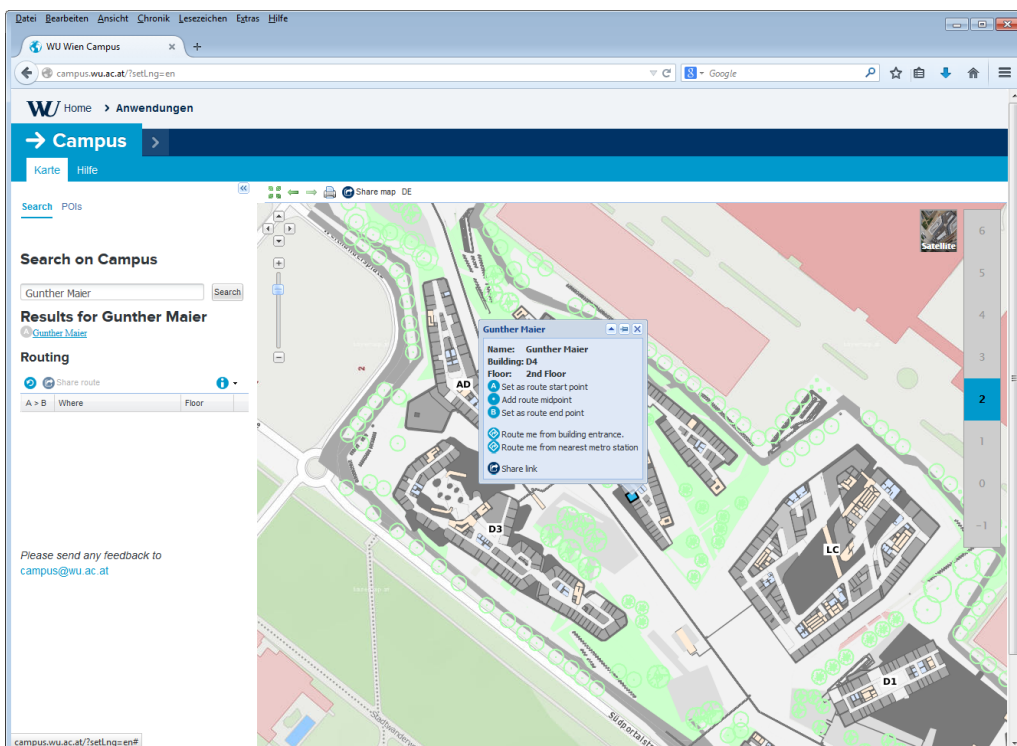 Datei Bearbeiten Ansicht Chronik Lesezeichen Extras Hilfe
WU Wien Campus × +
campus.wu.ac.at/?setLng=en
8 Google
WU Home > Anwendungen
→ Campus >
Karte Hilfe
Share map DE
Search POIs
Search on Campus
Gunther Maier Search
Results for Gunther Maier
A Gunther Maier
Routing
Share route
A > B Where Floor
Please send any feedback to
campus@wu.ac.at
Satellite
6
5
4
3
2
1
0
-1
Gunther Maier
Name: Gunther Maier
Building: D4
Floor: 2nd Floor
A Set as route start point
Add route midpoint
B Set as route end point
Route me from building entrance.
Route me from nearest metro station
Share link
AD
D3
LC
D1
campus.wu.ac.at/?setLng=en#